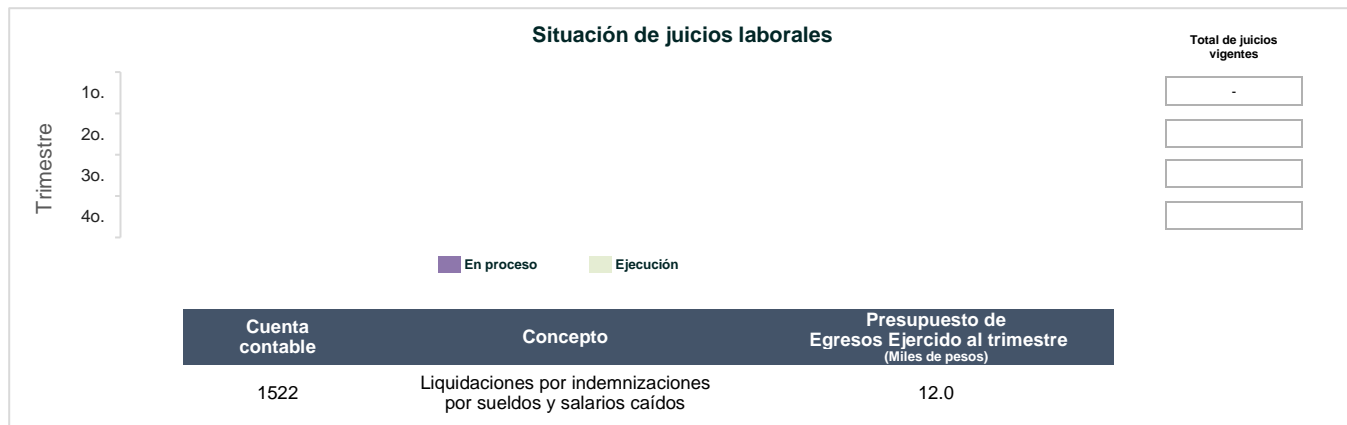 Situación de juicios laborales
Total de juicios
vigentes
Trimestre
1o.
-
2o.
3o.
4o.
En proceso
Ejecución
Cuenta
contable
Concepto
Presupuesto de
Egresos Ejercido al trimestre
(Miles de pesos)
1522
Liquidaciones por indemnizaciones
por sueldos y salarios caídos
12.0